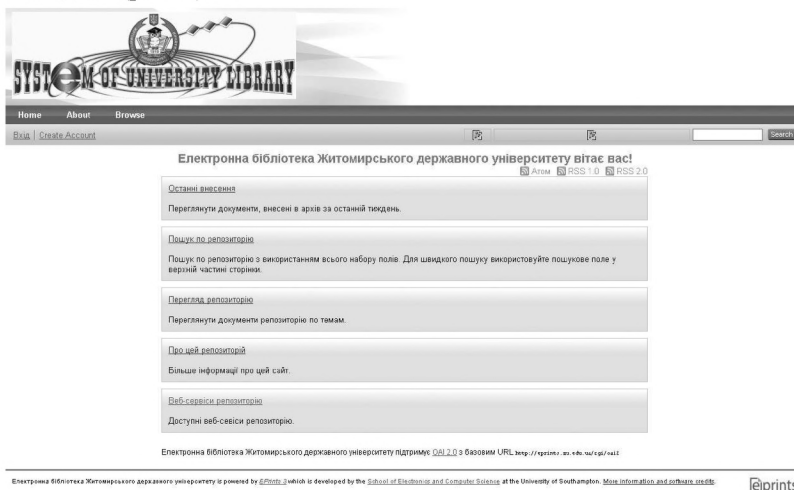 SYSTEM OF UNIVERSITY LIBRARY
Home About Browse
Вхід | Create Account Search
Електронна бібліотека Житомирського державного університету вітає вас!
Атом RSS 1.0 RSS 2.0
Останні внесення
Переглянути документи, внесені в архів за останній тиждень.
Пошук по репозиторію
Пошук по репозиторію з використанням всього набору полів. Для швидкого пошуку використовуйте пошукове поле у
верхній частині сторінки.
Перегляд репозиторію
Переглянути документи репозиторію по темам.
Про цей репозиторій
Більше інформації про цей сайт.
Веб-сервіси репозиторію
Доступні веб-севіси репозиторію.
Електронна бібліотека Житомирського державного університету підтримує OAI 2.0 з базовим URL http://eprints.zu.edu.ua/cgi/oai2
Електронна бібліотека Житомирського державного університету is powered by EPrints 3 which is developed by the School of Electronics and Computer Science at the University of Southampton. More information and software credits.
eprints